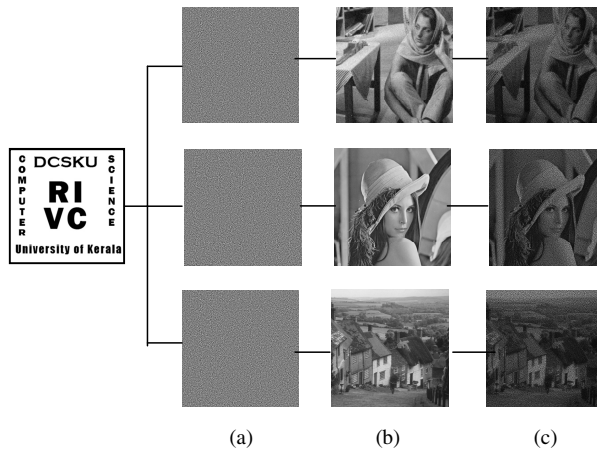 DCSKU
COMPUTER
SCIENCE
RI
VC
University of Kerala
(a)
(b)
(c)